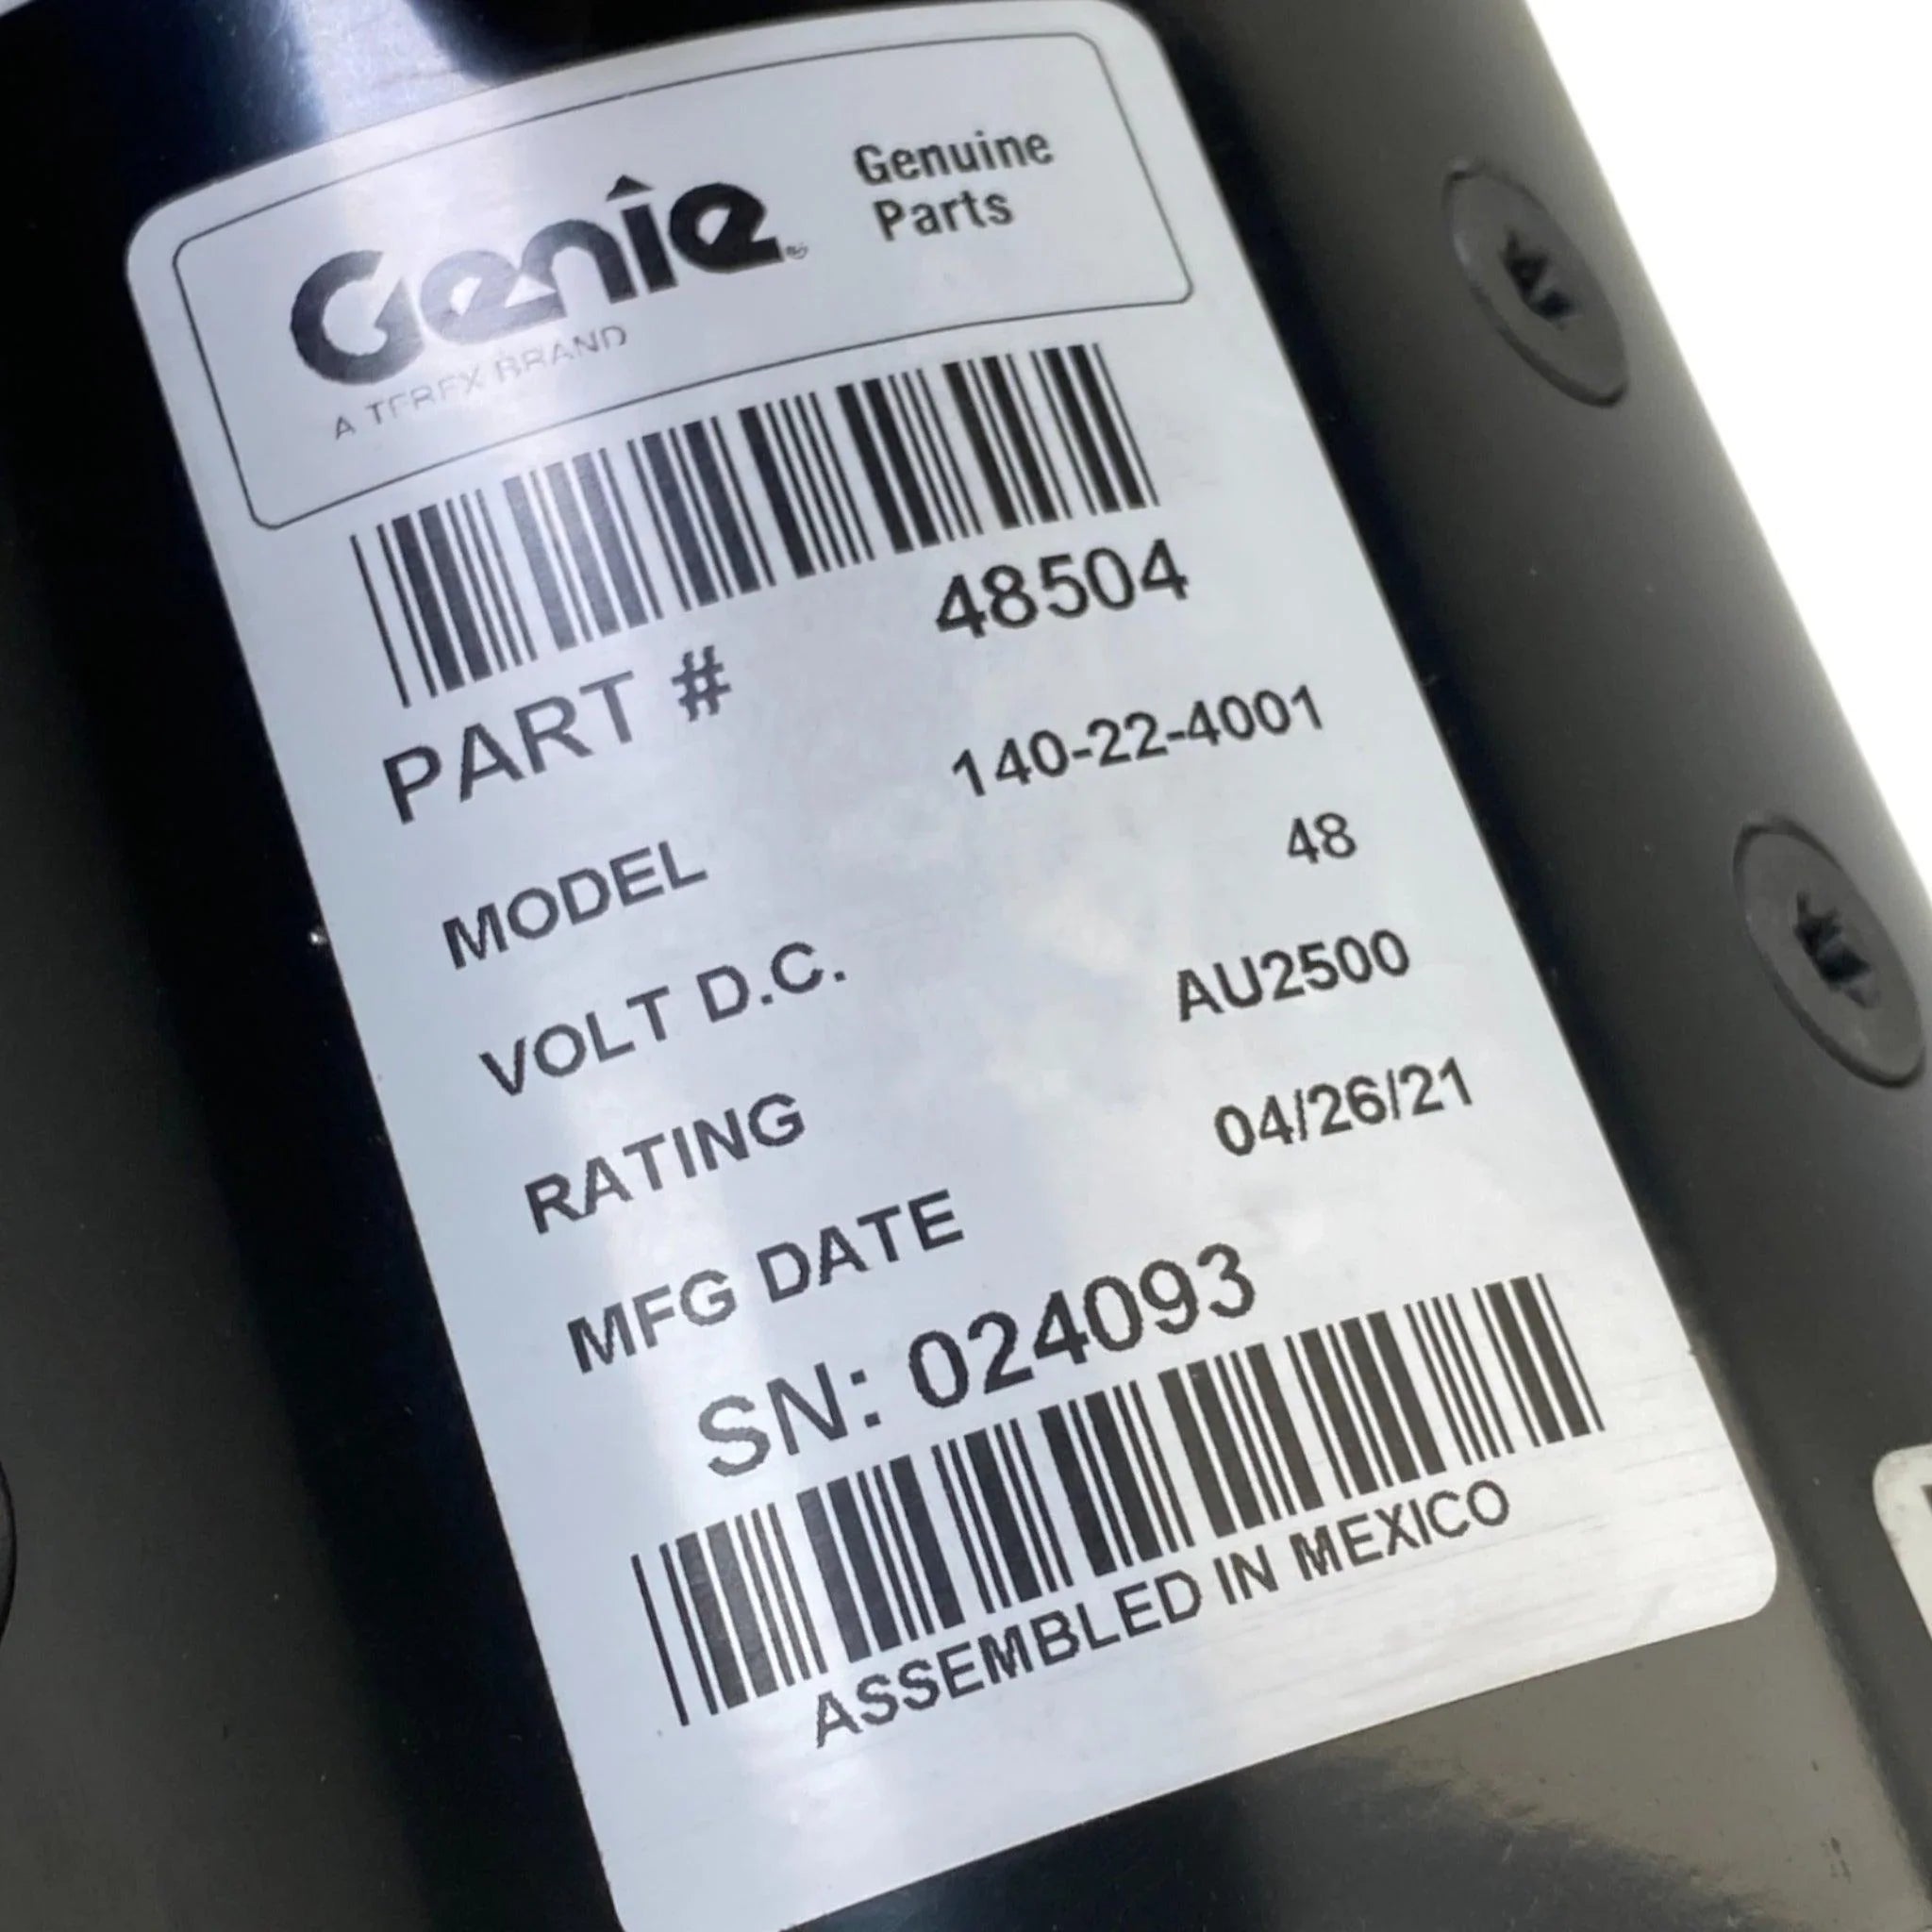 Genie
Genuine
Parts
A TEREX BRAND
PART # 48504
MODEL 140-22-4001
VOLT D.C. 48
RATING AU2500
MFG DATE 04/26/21
SN: 024093
ASSEMBLED IN MEXICO